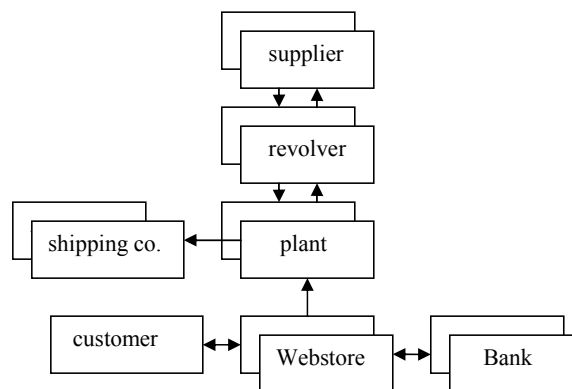 supplier
revolver
shipping co.
plant
customer
Webstore
Bank